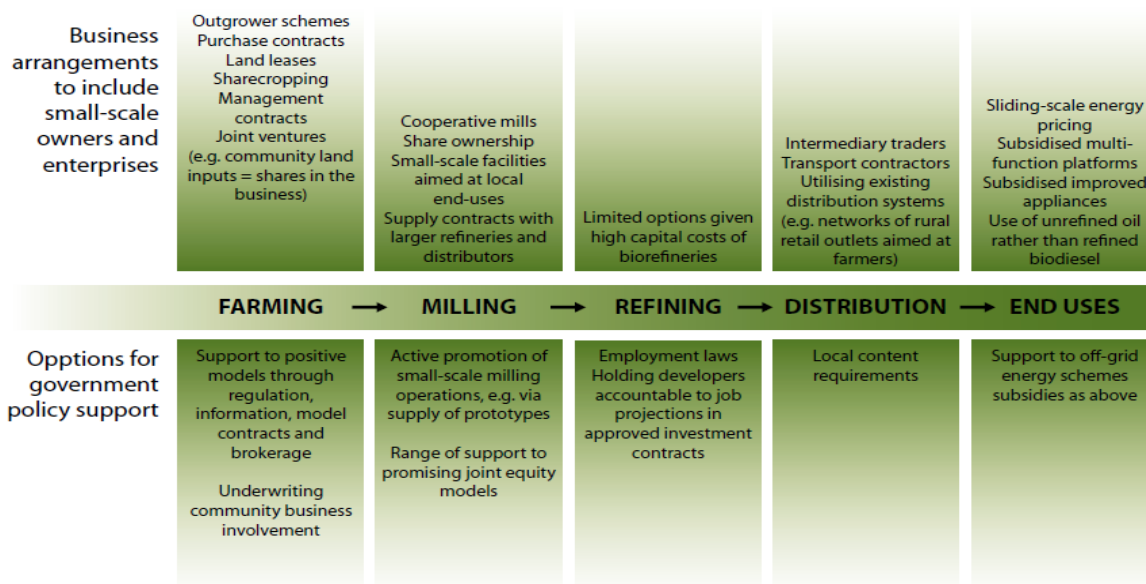 Business
arrangements
to include
small-scale
owners and
enterprises
Outgrower schemes
Purchase contracts
Land leases
Sharecropping
Management
contracts
Joint ventures
(e.g. community land
inputs = shares in the
business)
Cooperative mills
Share ownership
Small-scale facilities
aimed at local
end-uses
Supply contracts with
larger refineries and
distributors
Limited options given
high capital costs of
biorefineries
Intermediary traders
Transport contractors
Utilising existing
distribution systems
(e.g. networks of rural
retail outlets aimed at
farmers)
Sliding-scale energy
pricing
Subsidised multi-
function platforms
Subsidised improved
appliances
Use of unrefined oil
rather than refined
biodiesel
FARMING → MILLING → REFINING → DISTRIBUTION → END USES
Opptions for
government
policy support
Support to positive
models through
regulation,
information, model
contracts and
brokerage
Underwriting
community business
involvement
Active promotion of
small-scale milling
operations, e.g. via
supply of prototypes
Range of support to
promising joint equity
models
Employment laws
Holding developers
accountable to job
projections in
approved investment
contracts
Local content
requirements
Support to off-grid
energy schemes
subsidies as above